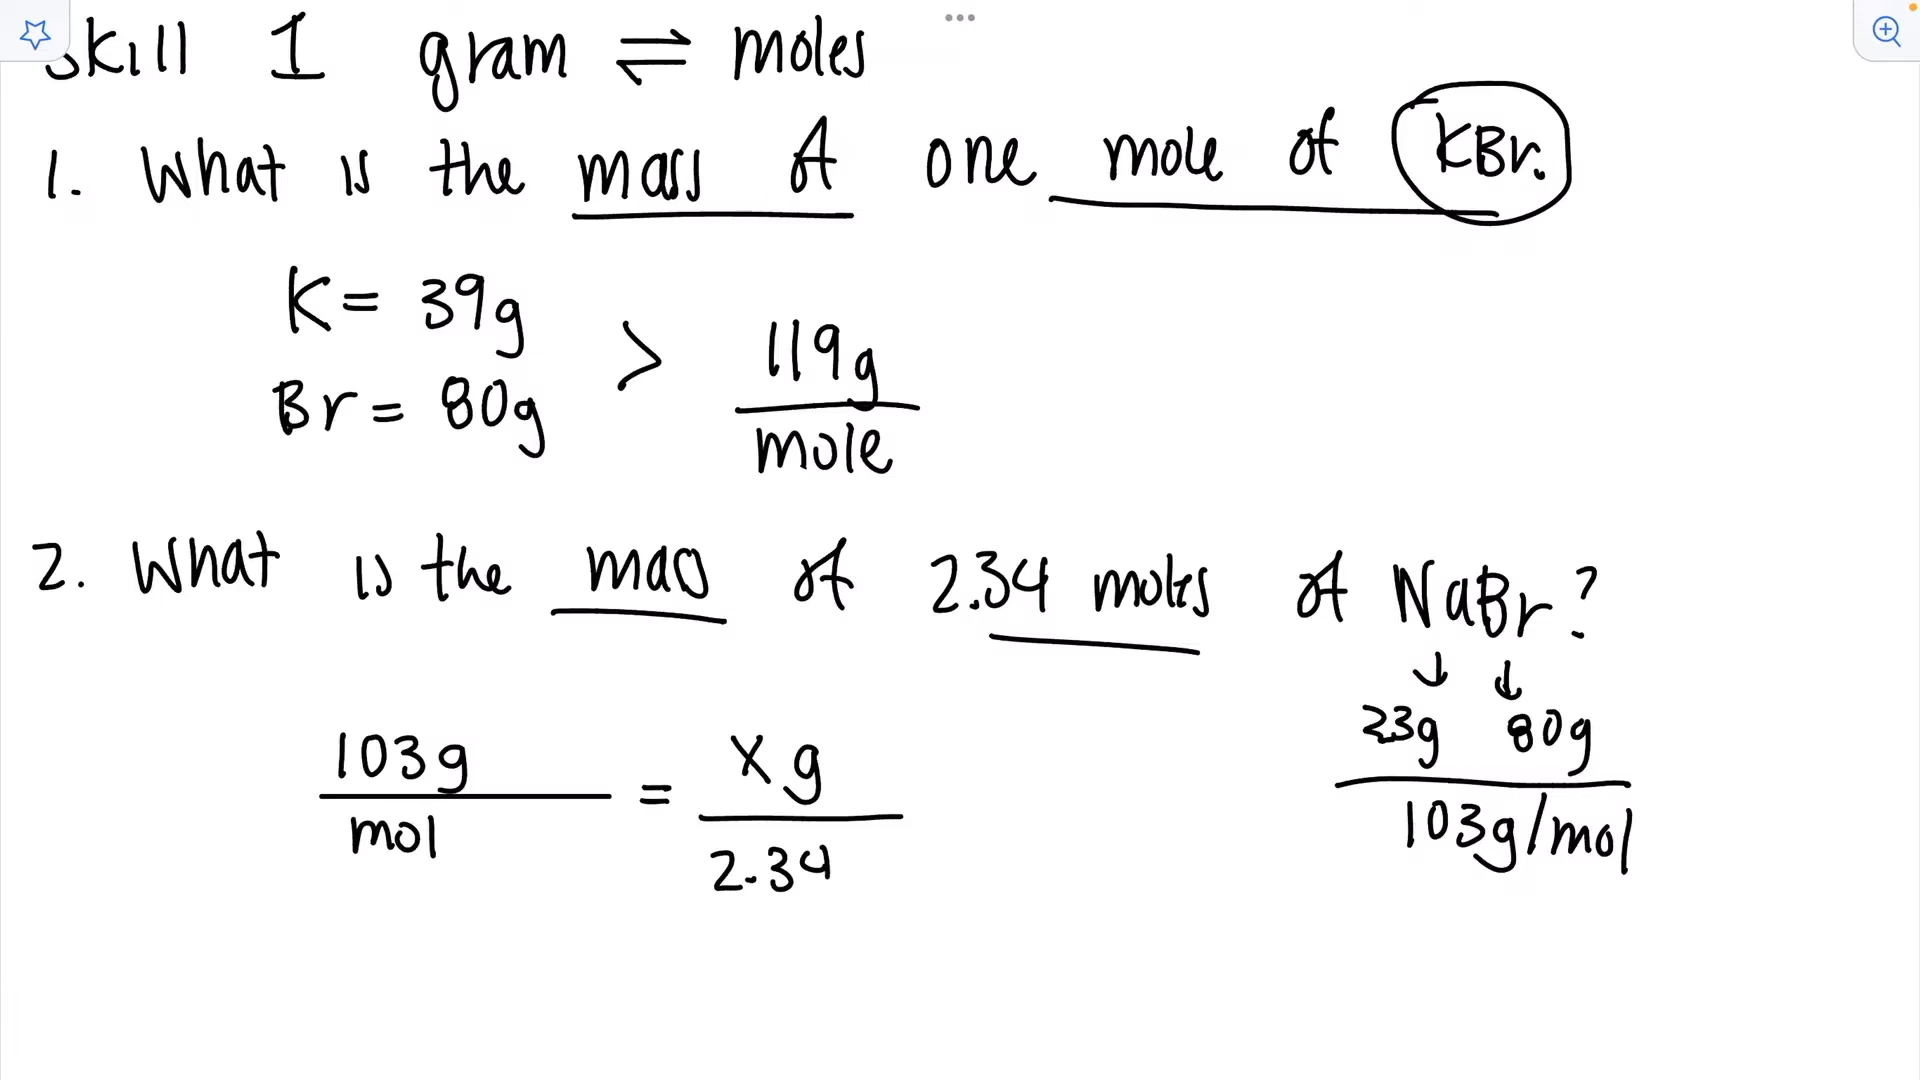 Skill 1 gram ⇌ moles
1. What is the mass of one mole of KBr.
K = 39g
Br = 80g
> 119g
mole
2. What is the mass of 2.34 moles of NaBr?
↓ ↓
23g 80g
103g/mol
103g = x g
mol 2.34